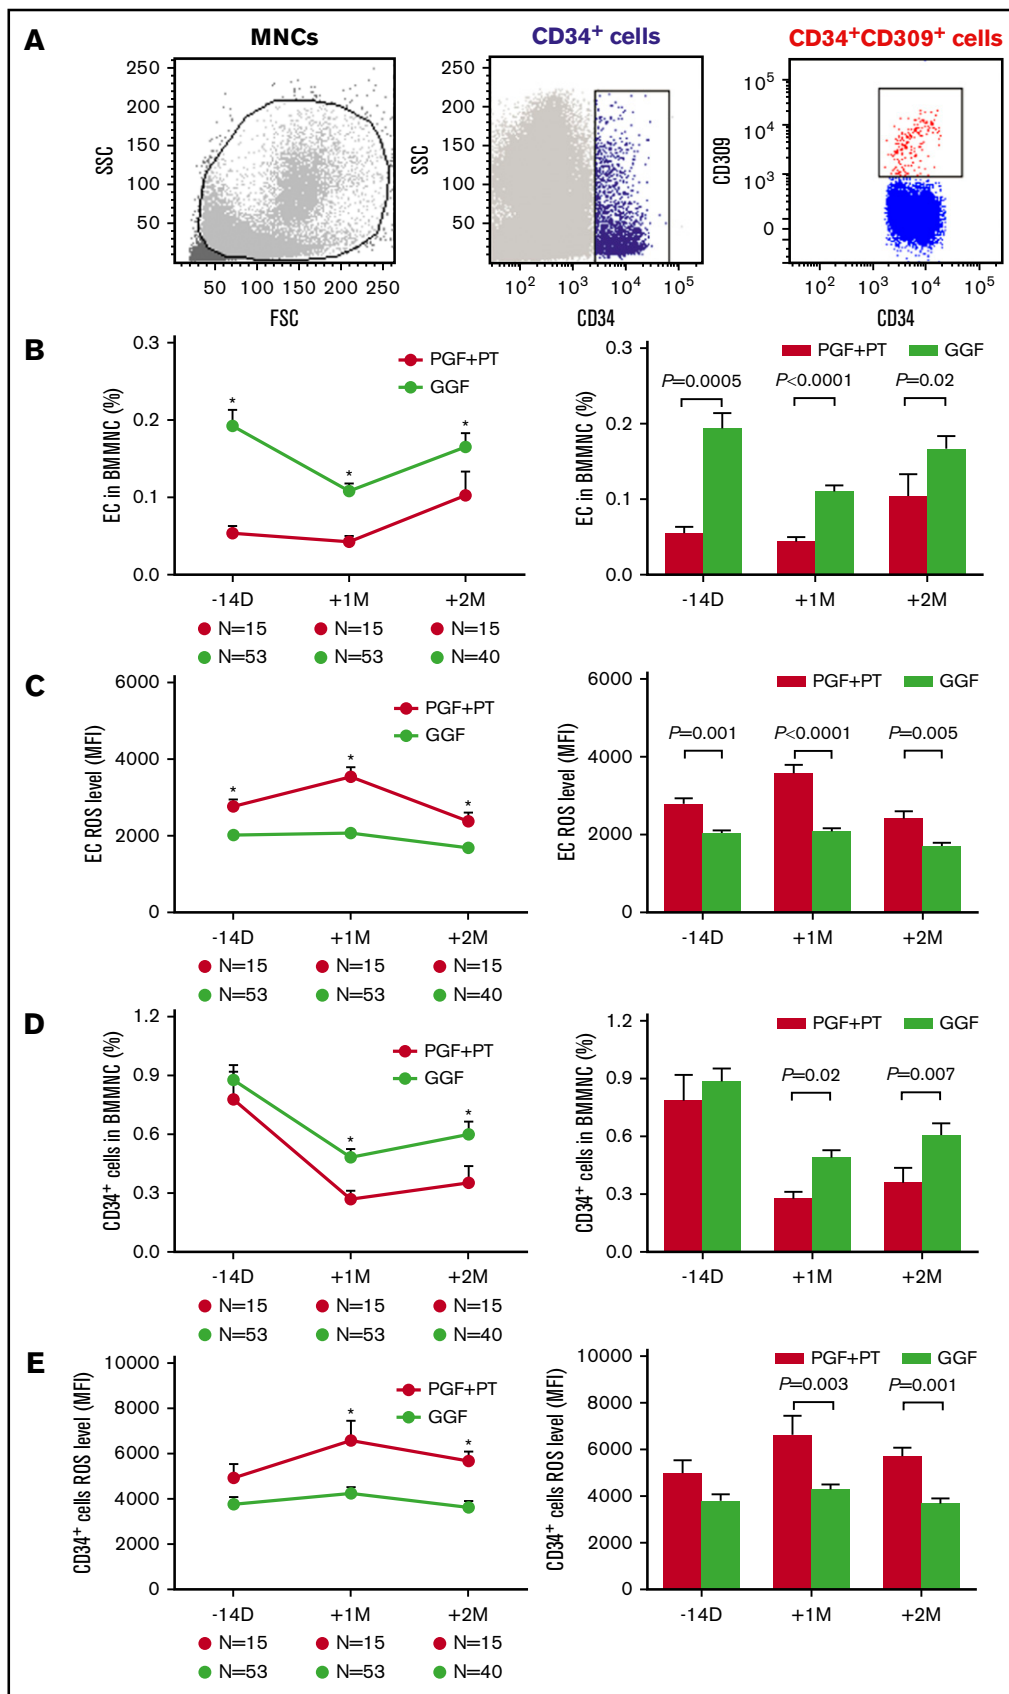 A
MNCs
CD34+ cells
CD34+CD309+ cells
SSC
250
200
150
100
50
50 100 150 200 250
FSC
SSC
250
200
150
100
50
10² 10³ 10⁴ 10⁵
CD34
CD309
10⁵
10⁴
10³
0
10² 10³ 10⁴ 10⁵
CD34
B
EC in BMMNC (%)
0.3
0.2
0.1
0.0
PGF+PT
GGF
* * *
-14D +1M +2M
N=15 N=15 N=15
N=53 N=53 N=40
EC in BMMNC (%)
0.3
0.2
0.1
0.0
PGF+PT GGF
P=0.0005 P<0.0001 P=0.02
-14D +1M +2M
C
EC ROS level (MFI)
6000
4000
2000
0
PGF+PT
GGF
* * *
-14D +1M +2M
N=15 N=15 N=15
N=53 N=53 N=40
EC ROS level (MFI)
6000
4000
2000
0
PGF+PT GGF
P=0.001 P<0.0001 P=0.005
-14D +1M +2M
D
CD34+ cells in BMMNC (%)
1.2
0.9
0.6
0.3
0.0
PGF+PT
GGF
* *
-14D +1M +2M
N=15 N=15 N=15
N=53 N=53 N=40
CD34+ cells in BMMNC (%)
1.2
0.9
0.6
0.3
0.0
PGF+PT GGF
P=0.02 P=0.007
-14D +1M +2M
E
CD34+ cells ROS level (MFI)
10000
8000
6000
4000
2000
0
PGF+PT
GGF
* *
-14D +1M +2M
N=15 N=15 N=15
N=53 N=53 N=40
CD34+ cells ROS level (MFI)
10000
8000
6000
4000
2000
0
PGF+PT GGF
P=0.003 P=0.001
-14D +1M +2M